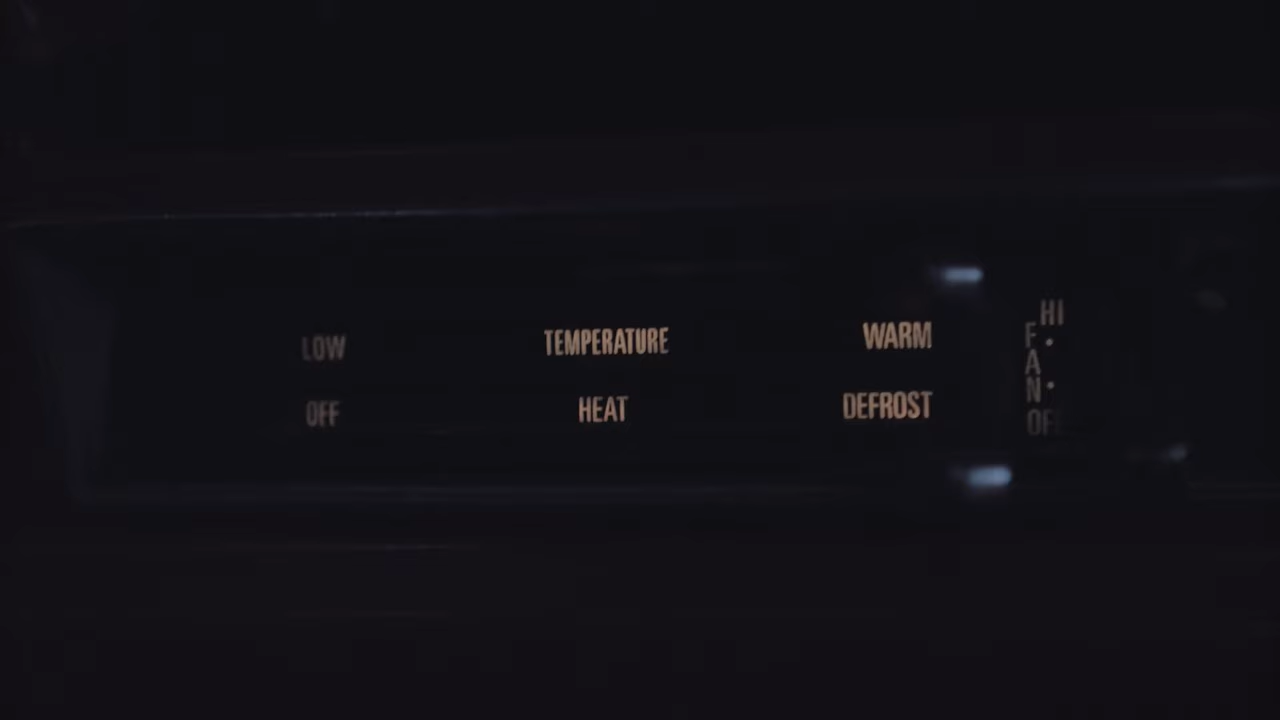 LOW TEMPERATURE WARM
OFF HEAT DEFROST
HI
FAN
OFF